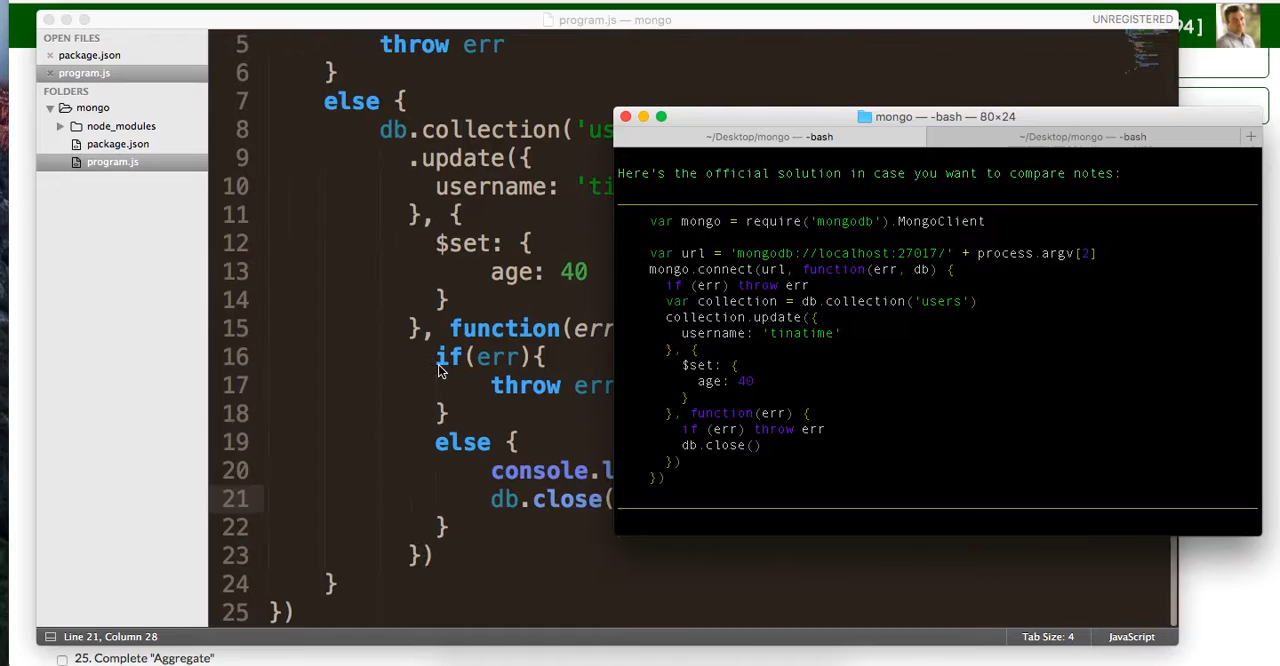 program.js — mongo
UNREGISTERED
94]
OPEN FILES
× package.json
× program.js
FOLDERS
▼ mongo
▶ node_modules
package.json
program.js
5 throw err
6 }
7 else {
8 db.collection('us
9 .update({
10 username: 'ti
11 }, {
12 $set: {
13 age: 40
14 }
15 }, function(err
16 if(err){
17 throw err
18 }
19 else {
20 console.l
21 db.close(
22 }
23 })
24 }
25 })
mongo — -bash — 80×24
~/Desktop/mongo — -bash
~/Desktop/mongo — -bash
+
Here's the official solution in case you want to compare notes:
var mongo = require('mongodb').MongoClient
var url = 'mongodb://localhost:27017/' + process.argv[2]
mongo.connect(url, function(err, db) {
if (err) throw err
var collection = db.collection('users')
collection.update({
username: 'tinatime'
}, {
$set: {
age: 40
}
}, function(err) {
if (err) throw err
db.close()
})
})
Line 21, Column 28
Tab Size: 4
JavaScript
25. Complete "Aggregate"